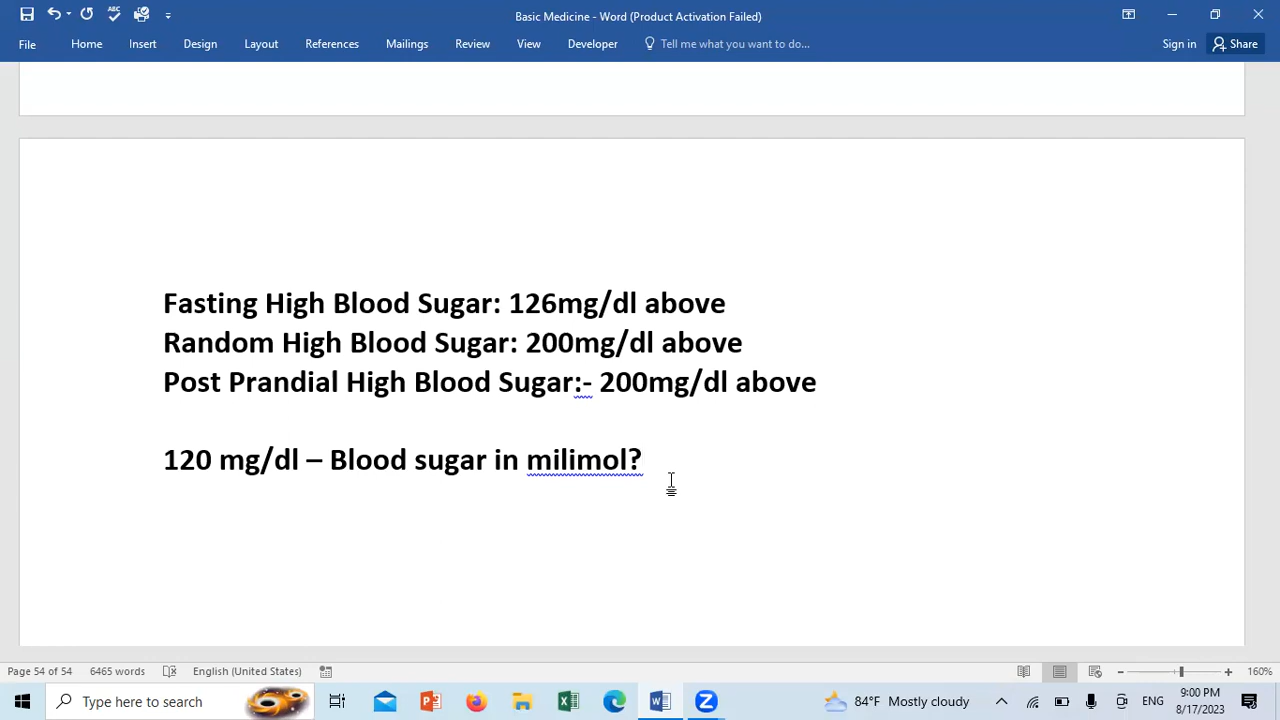 Basic Medicine - Word (Product Activation Failed)
File Home Insert Design Layout References Mailings Review View Developer Tell me what you want to do... Sign in Share
Fasting High Blood Sugar: 126mg/dl above
Random High Blood Sugar: 200mg/dl above
Post Prandial High Blood Sugar:- 200mg/dl above
120 mg/dl – Blood sugar in milimol?
Page 54 of 54 6465 words English (United States) 160%
Type here to search 84°F Mostly cloudy ENG 9:00 PM
8/17/2023